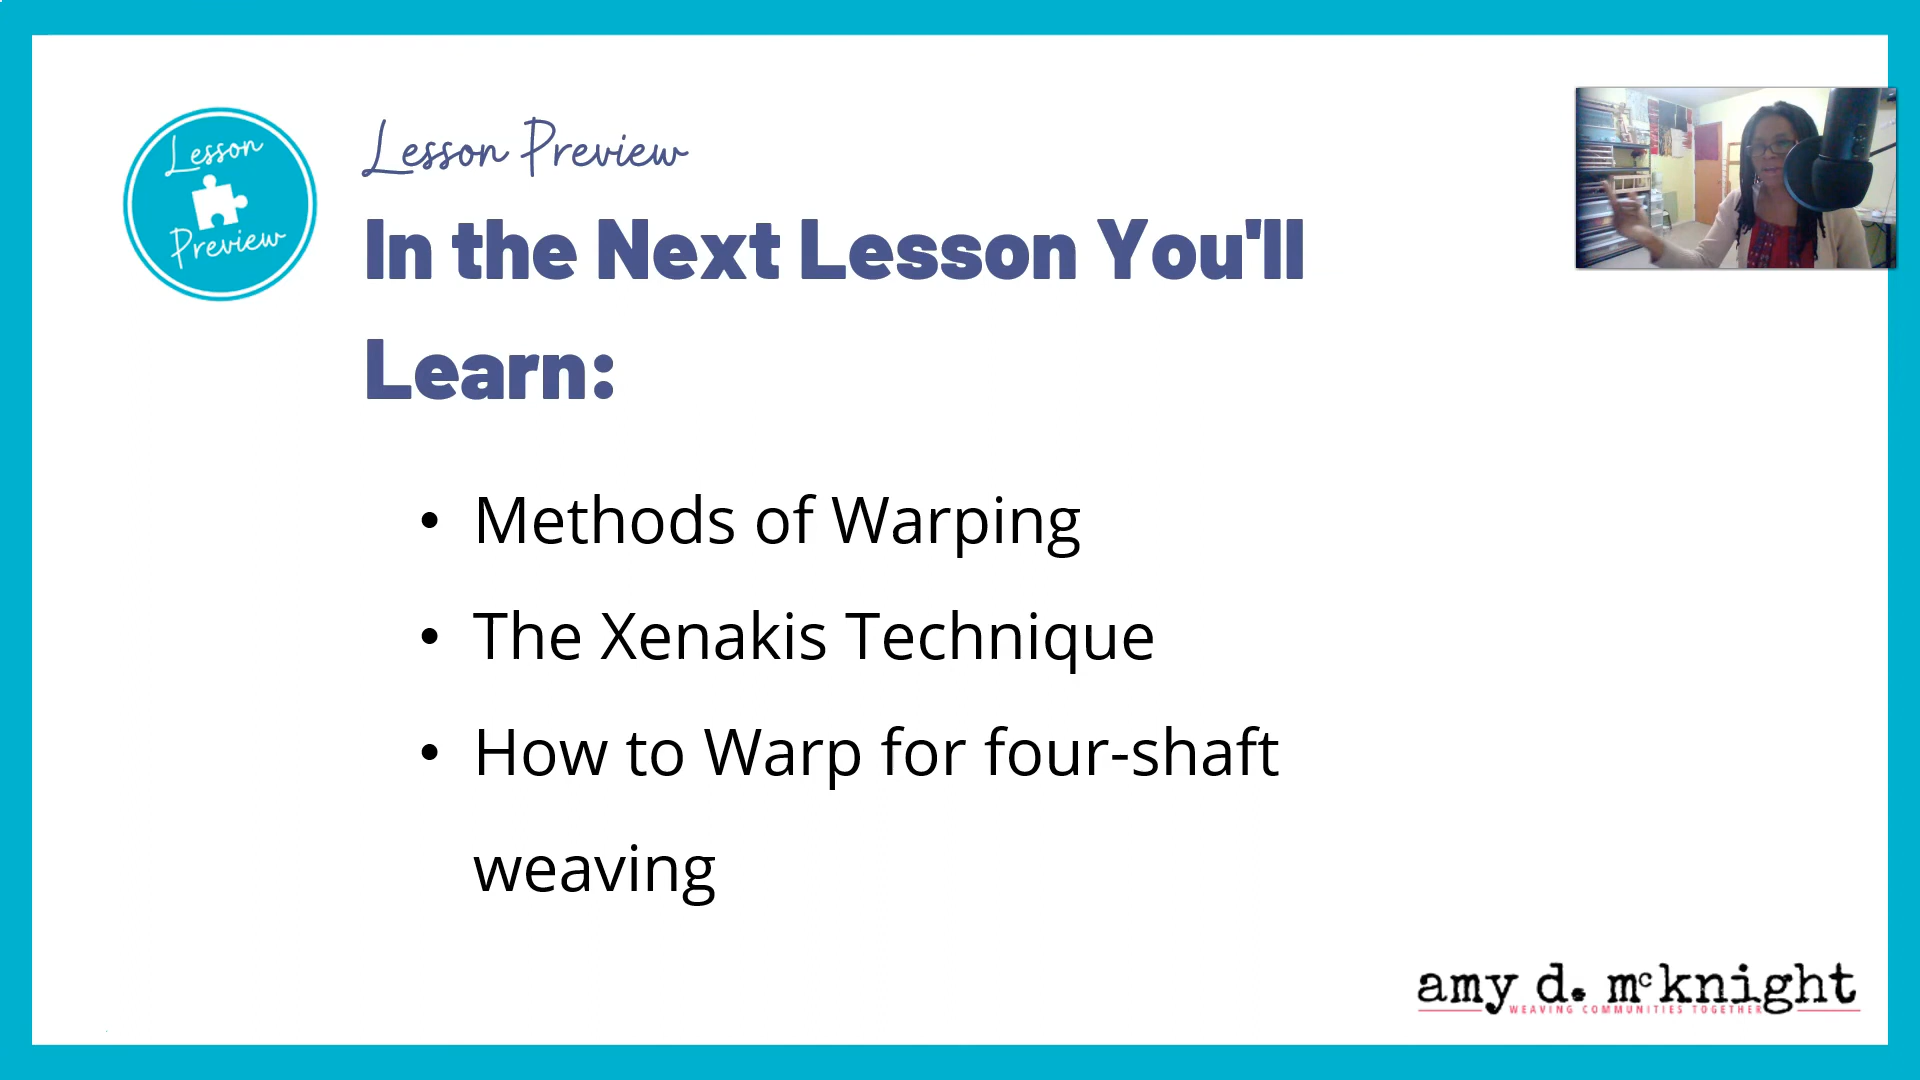 Lesson
Preview
Lesson Preview
In the Next Lesson You'll
Learn:
• Methods of Warping
• The Xenakis Technique
• How to Warp for four-shaft
weaving
amy d. mcknight
WEAVING COMMUNITIES TOGETHER